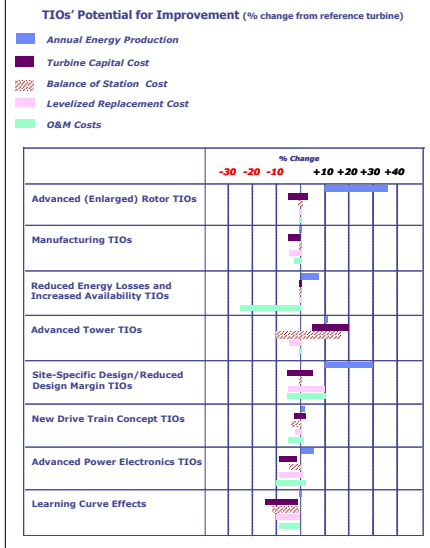 TIOs' Potential for Improvement (% change from reference turbine)
Annual Energy Production
Turbine Capital Cost
Balance of Station Cost
Levelized Replacement Cost
O&M Costs
% Change
-30 -20 -10 +10 +20 +30 +40
Advanced (Enlarged) Rotor TIOs
Manufacturing TIOs
Reduced Energy Losses and
Increased Availability TIOs
Advanced Tower TIOs
Site-Specific Design/Reduced
Design Margin TIOs
New Drive Train Concept TIOs
Advanced Power Electronics TIOs
Learning Curve Effects